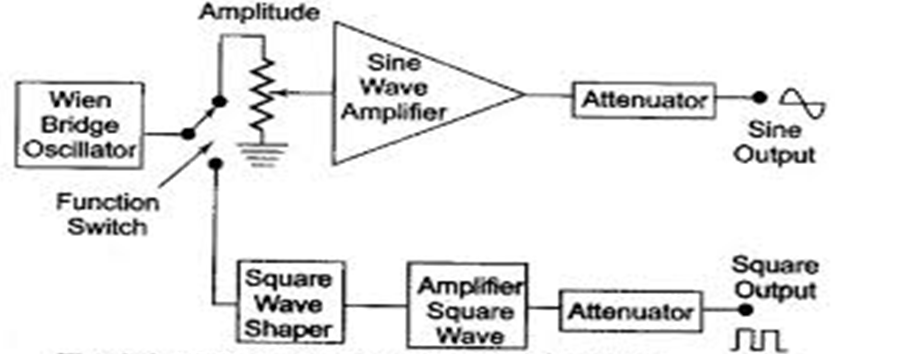 Amplitude
Wien
Bridge
Oscillator
Function
Switch
Sine
Wave
Amplifier
Attenuator
Sine
Output
Square
Wave
Shaper
Amplifier
Square
Wave
Attenuator
Square
Output